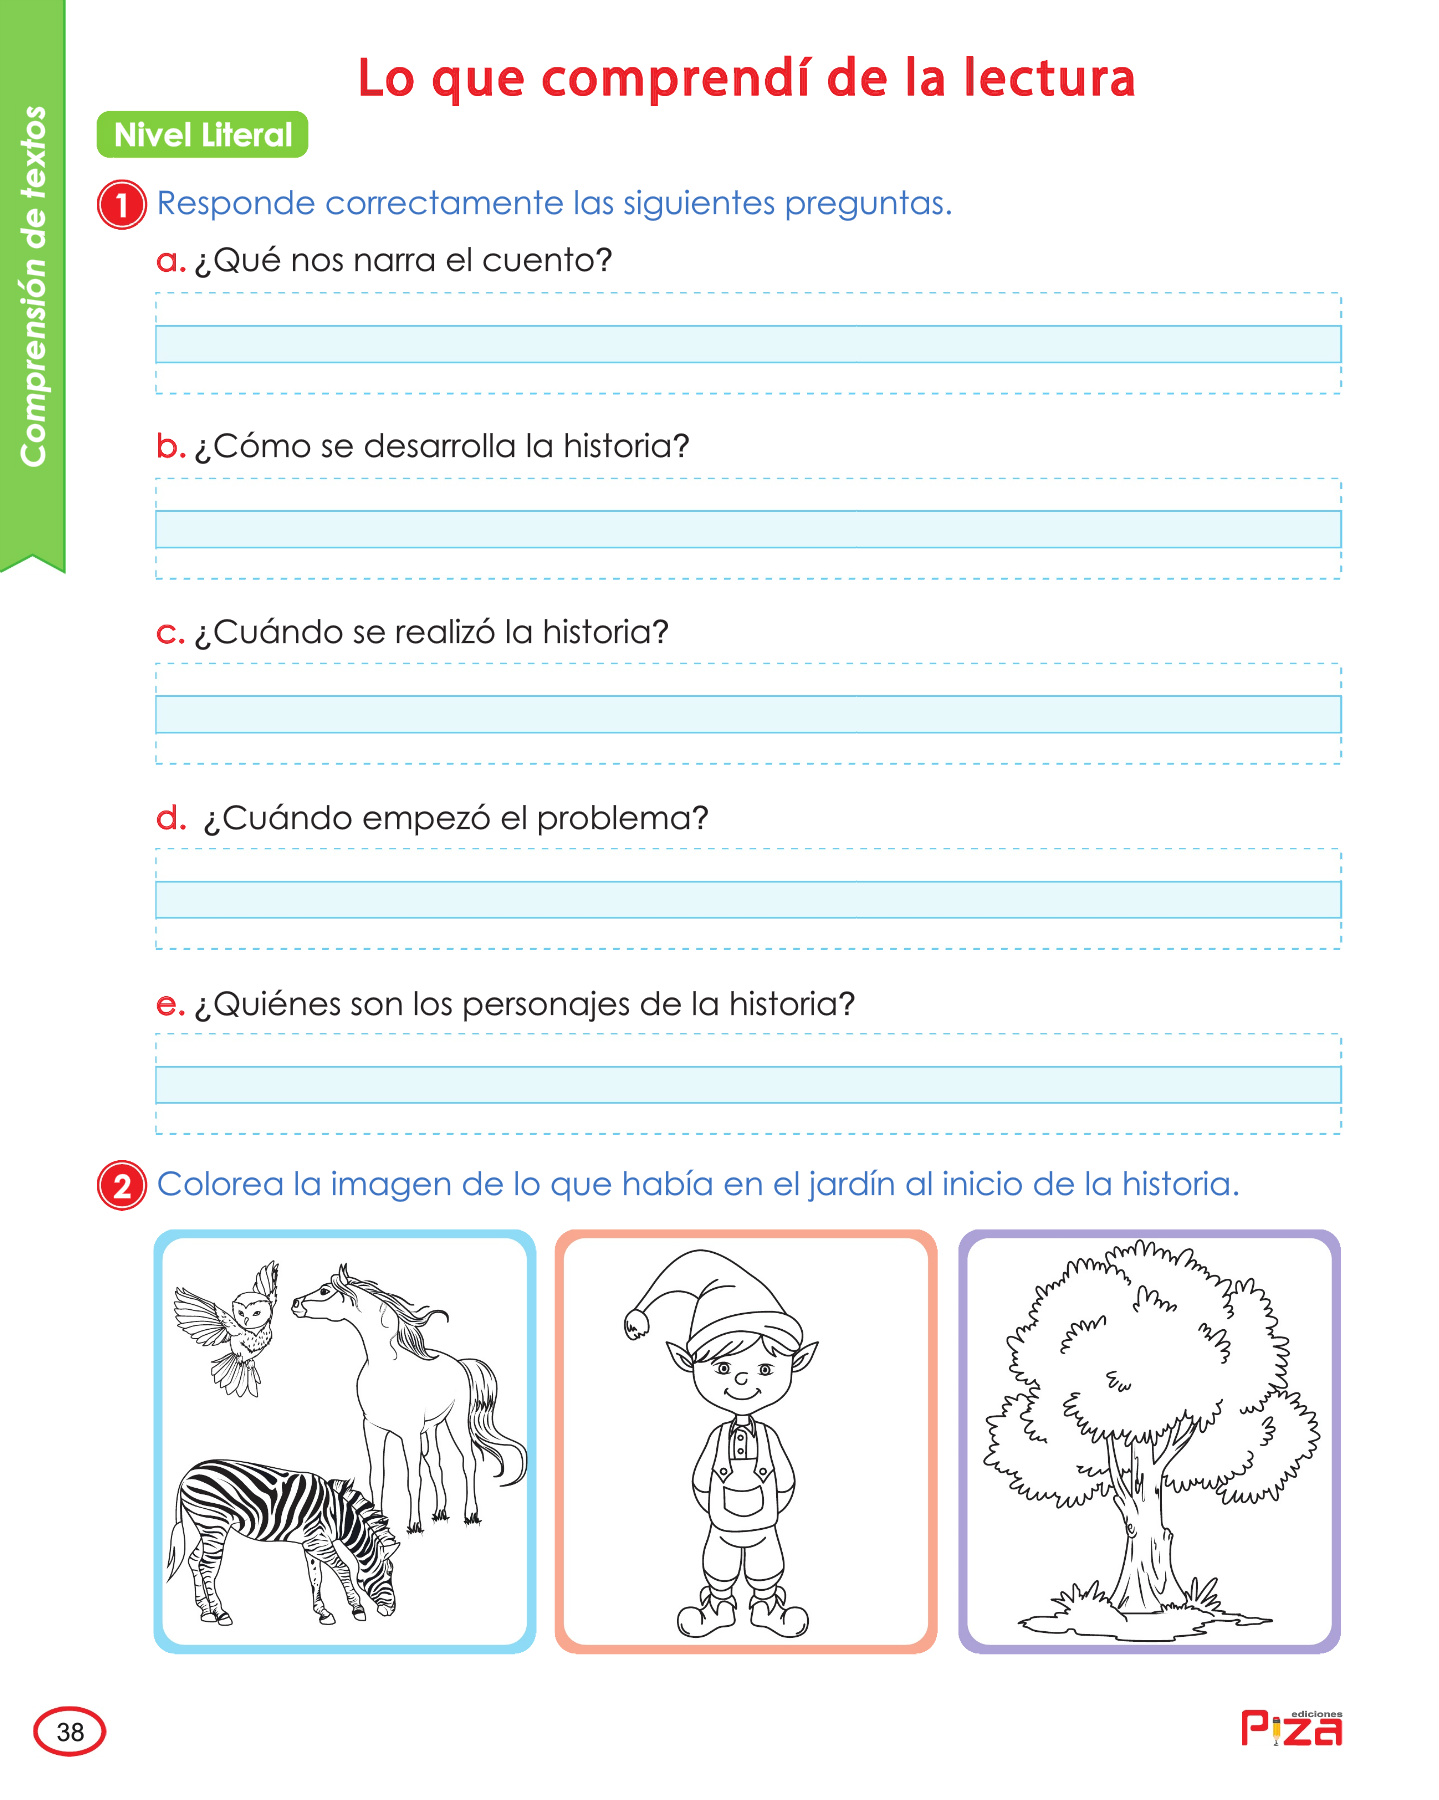 Comprensión de textos
Lo que comprendí de la lectura
Nivel Literal
1 Responde correctamente las siguientes preguntas.
a. ¿Qué nos narra el cuento?
b. ¿Cómo se desarrolla la historia?
c. ¿Cuándo se realizó la historia?
d. ¿Cuándo empezó el problema?
e. ¿Quiénes son los personajes de la historia?
2 Colorea la imagen de lo que había en el jardín al inicio de la historia.
38
ediciones
Piza